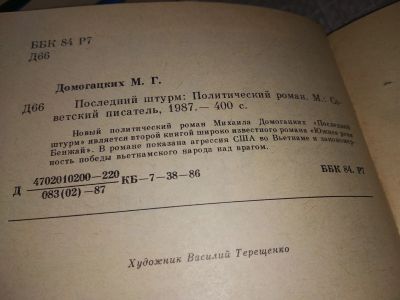 ББК 84 Р7
Д66
Домогацких М. Г.
Д66 Последний штурм: Политический роман. М.: Со-
ветский писатель, 1987.— 400 с.
Новый политический роман Михаила Домогацких «Последний
штурм» является второй книгой широко известного романа «Южнее реки
Бенхай». В романе показана агрессия США во Вьетнаме и закономер-
ность победы вьетнамского народа над врагом.
Д 4702010200—220 КБ—7—38—86
083(02)—87
ББК 84. Р7
Художник Василий Терещенко